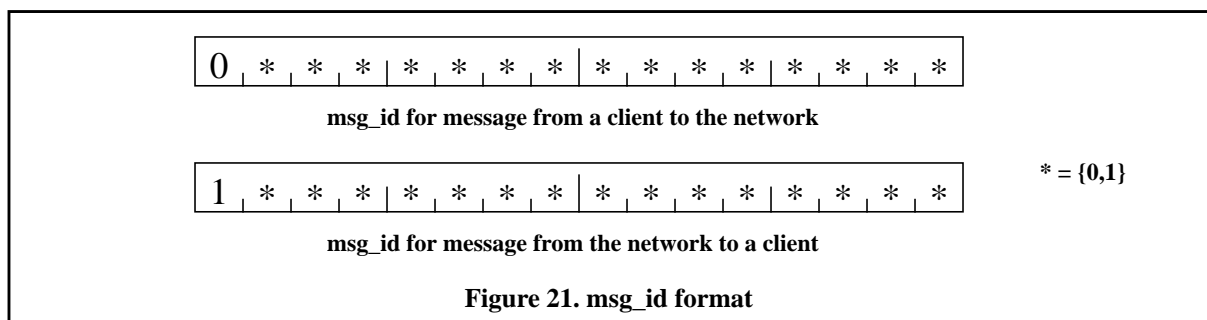 0 * * * * * * * * * * * * * * *
msg_id for message from a client to the network
1 * * * * * * * * * * * * * * *
* = {0,1}
msg_id for message from the network to a client
Figure 21. msg_id format